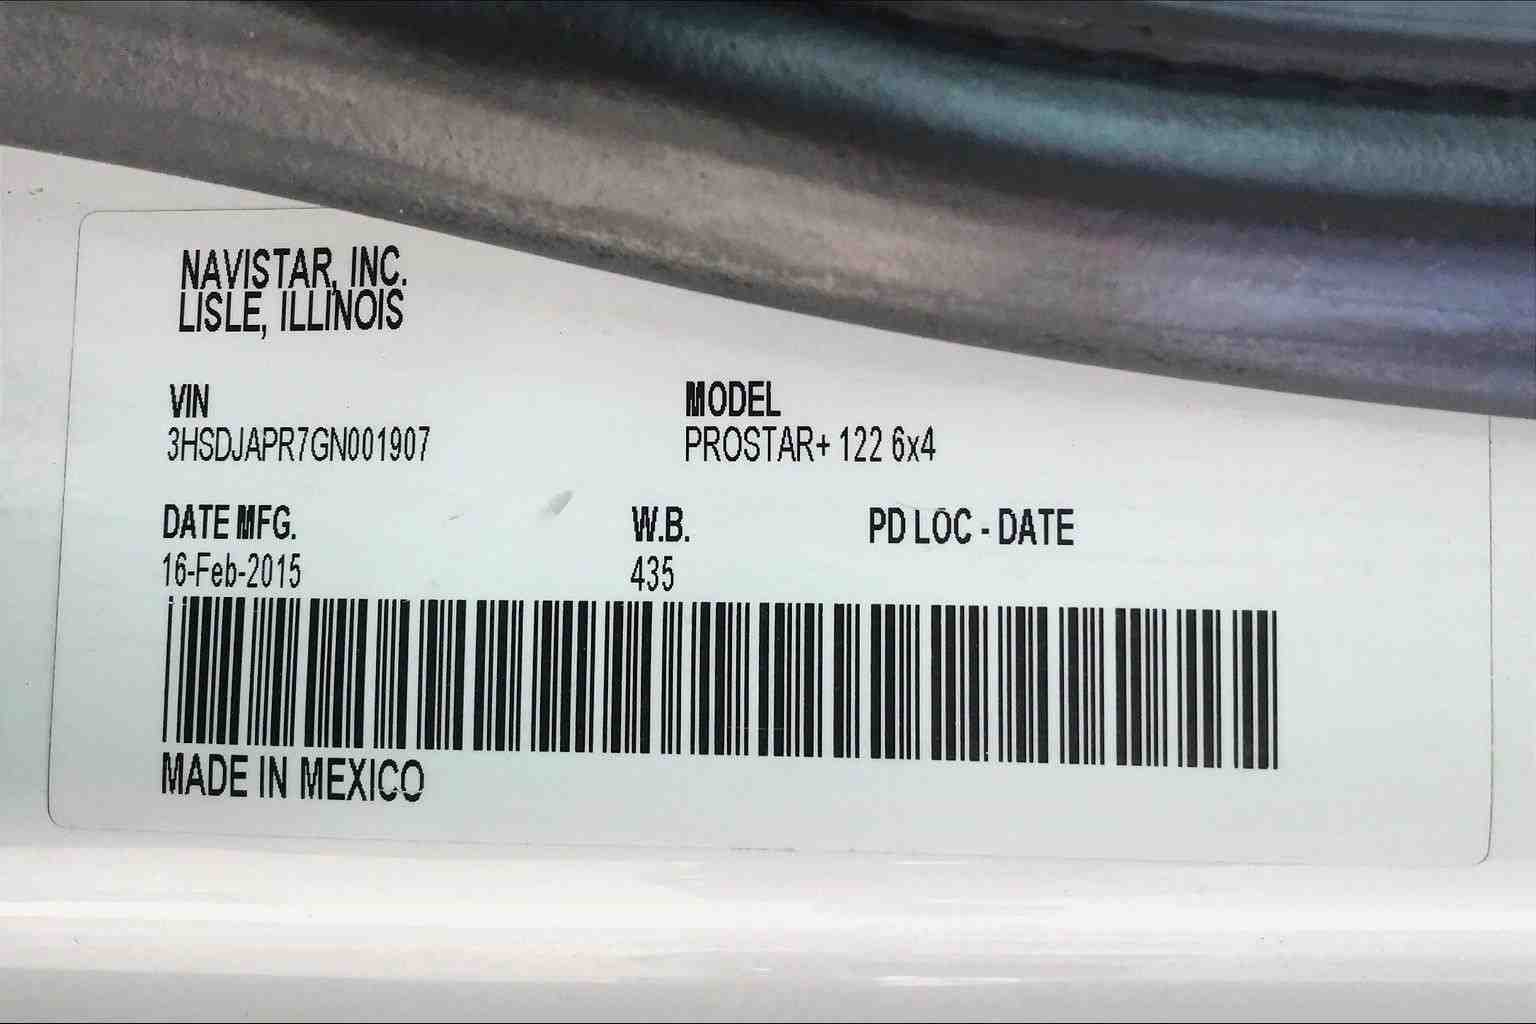 NAVISTAR, INC.
LISLE, ILLINOIS
VIN MODEL
3HSDJAPR7GN001907 PROSTAR+ 122 6x4
DATE MFG. W.B. PD LOC - DATE
16-Feb-2015 435
MADE IN MEXICO